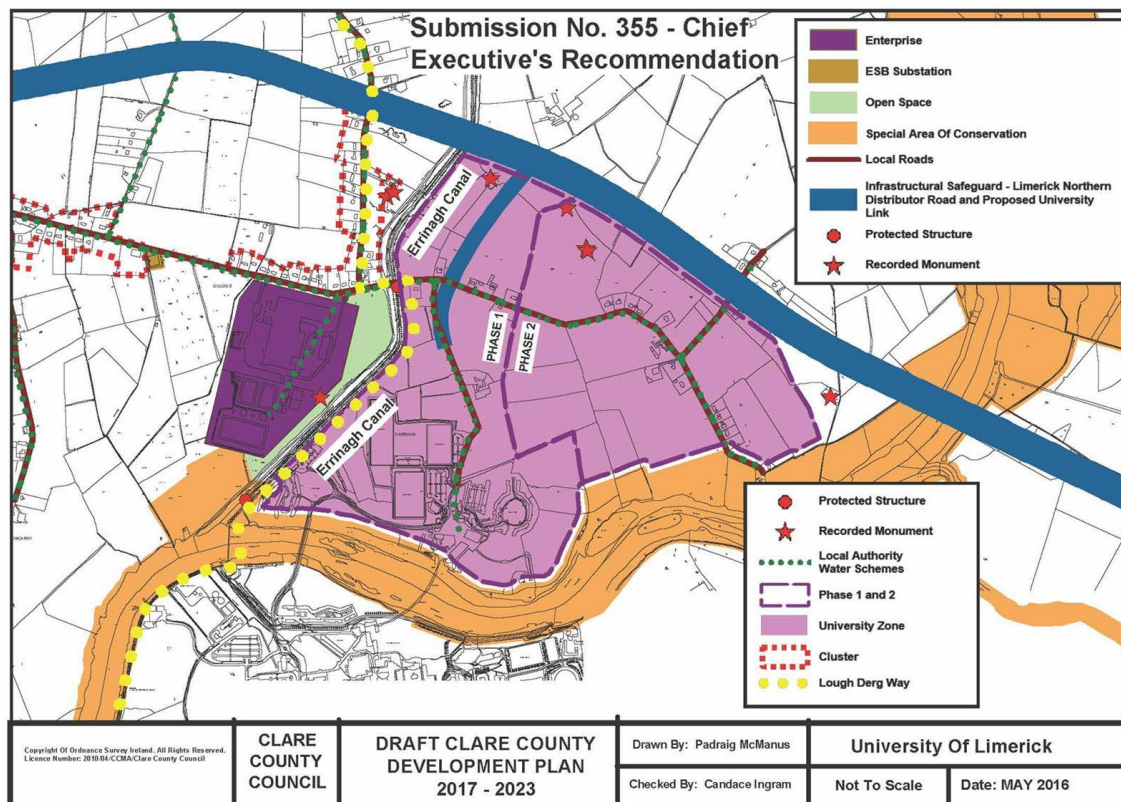 Submission No. 355 - Chief
Executive's Recommendation
Enterprise
ESB Substation
Open Space
Special Area Of Conservation
Local Roads
Infrastructural Safeguard - Limerick Northern
Distributor Road and Proposed University
Link
Protected Structure
Recorded Monument
Errinagh Canal
PHASE 1
PHASE 2
Errinagh Canal
Protected Structure
Recorded Monument
Local Authority
Water Schemes
Phase 1 and 2
University Zone
Cluster
Lough Derg Way
Copyright Of Ordnance Survey Ireland. All Rights Reserved.
Licence Number: 2010/04/CCMA/Clare County Council
CLARE
COUNTY
COUNCIL
DRAFT CLARE COUNTY
DEVELOPMENT PLAN
2017 - 2023
Drawn By: Padraig McManus
Checked By: Candace Ingram
University Of Limerick
Not To Scale
Date: MAY 2016